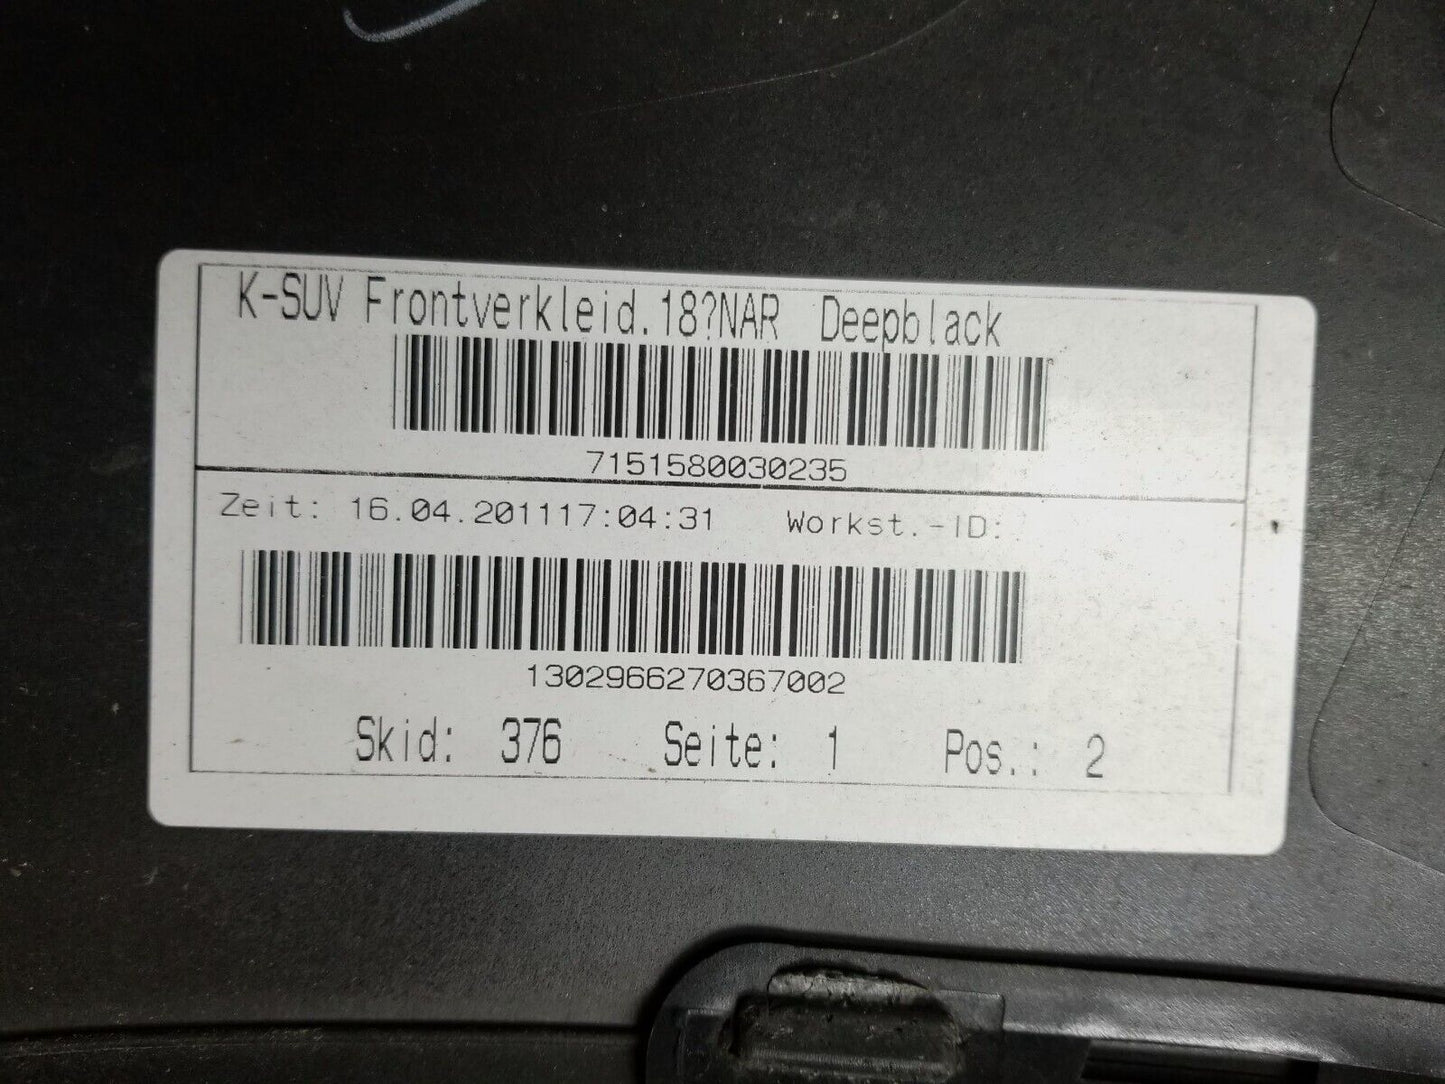 K-SUV Frontverkleid.18?NAR Deepblack
7151580030235
Zeit: 16.04.201117:04:31 Workst.-ID:
1302966270367002
Skid: 376 Seite: 1 Pos.: 2